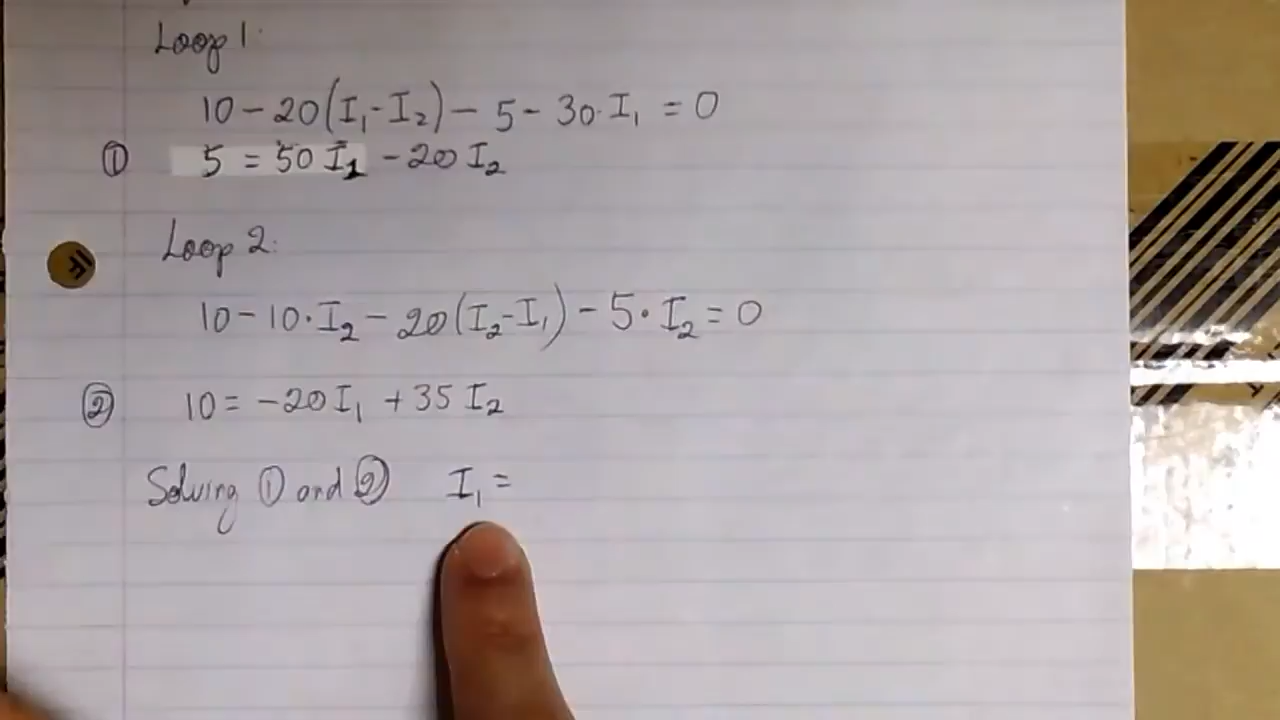 Loop 1:
10 - 20(I₁ - I₂) - 5 - 30·I₁ = 0
① 5 = 50 I₁ - 20 I₂
Loop 2:
10 - 10·I₂ - 20(I₂ - I₁) - 5·I₂ = 0
② 10 = -20 I₁ + 35 I₂
Solving ① and ② I₁ =